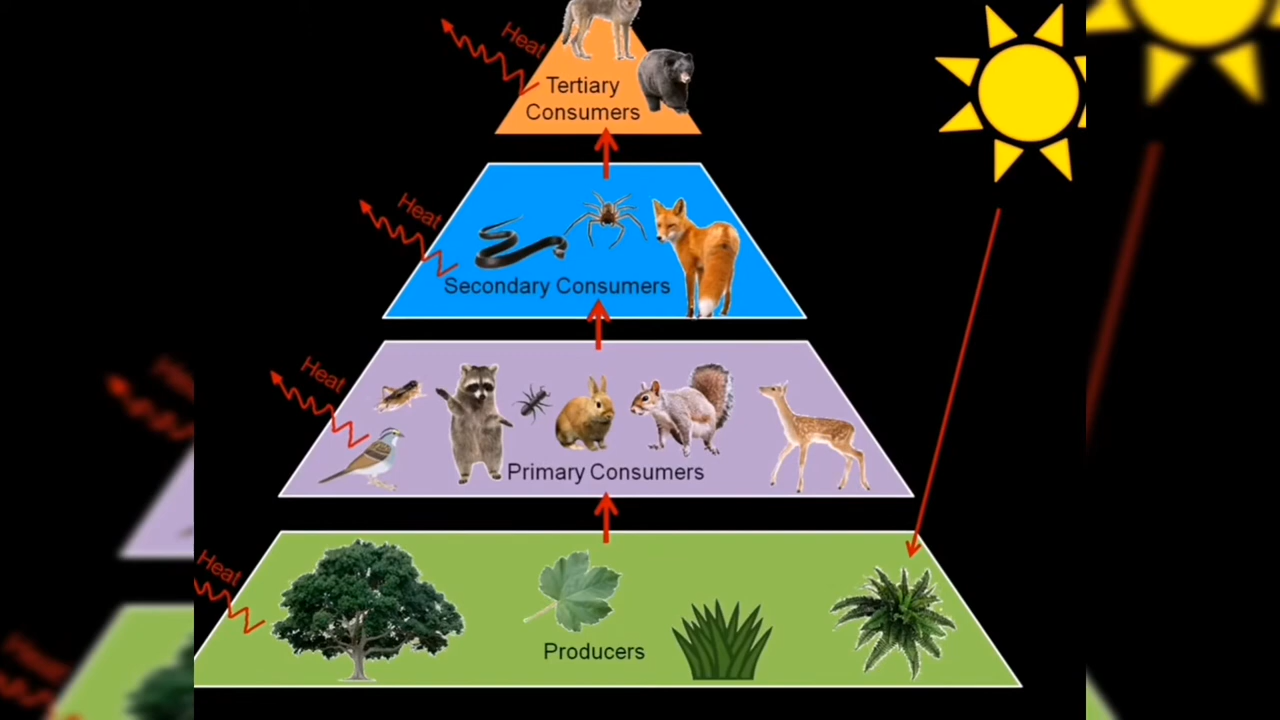 Heat
Tertiary
Consumers
Heat
Secondary Consumers
Heat
Primary Consumers
Heat
Producers